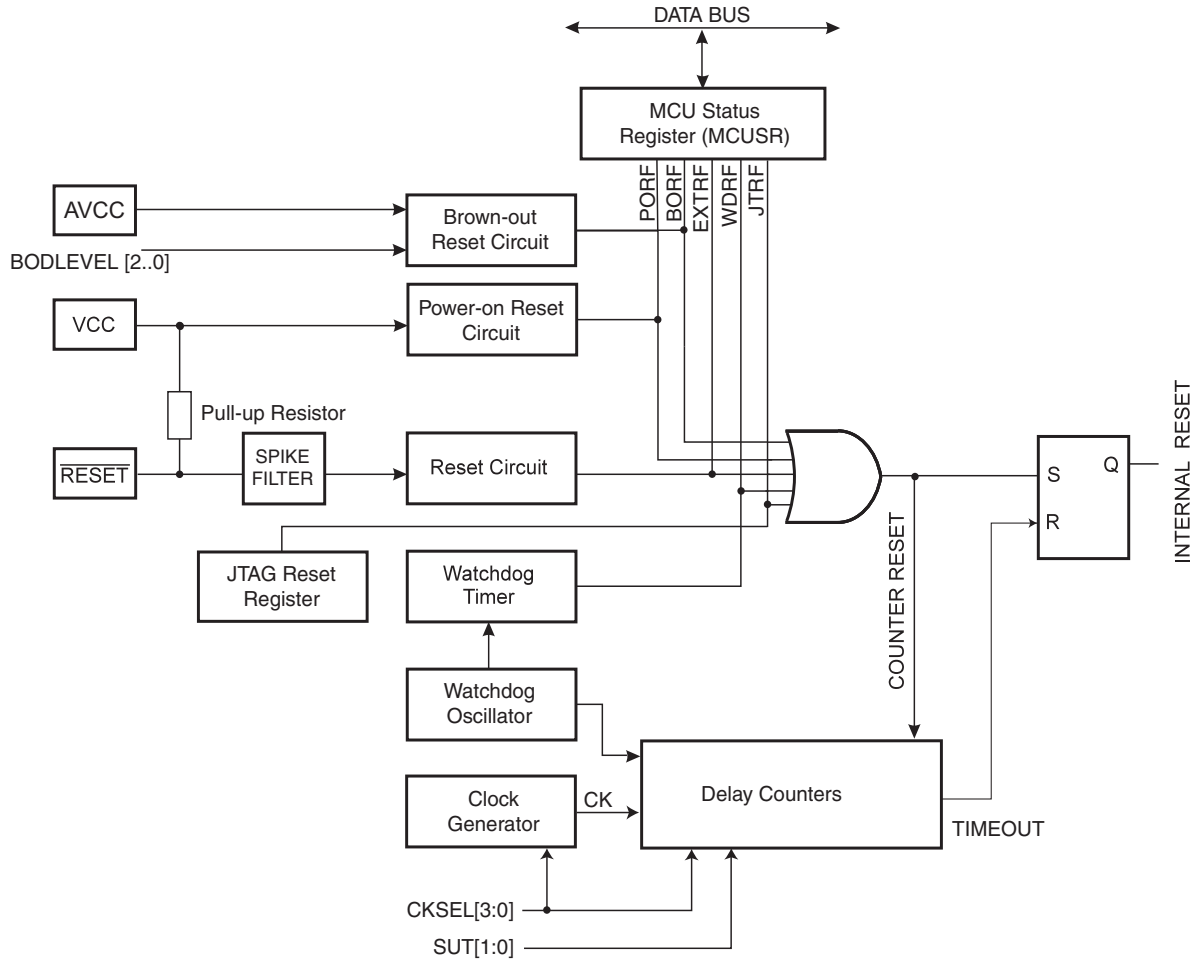 DATA BUS
MCU Status
Register (MCUSR)
PORF
BORF
EXTRF
WDRF
JTRF
AVCC
Brown-out
Reset Circuit
BODLEVEL [2..0]
VCC
Power-on Reset
Circuit
Pull-up Resistor
RESET
SPIKE
FILTER
Reset Circuit
S
Q
R
INTERNAL RESET
COUNTER RESET
JTAG Reset
Register
Watchdog
Timer
Watchdog
Oscillator
Clock
Generator
CK
Delay Counters
TIMEOUT
CKSEL[3:0]
SUT[1:0]